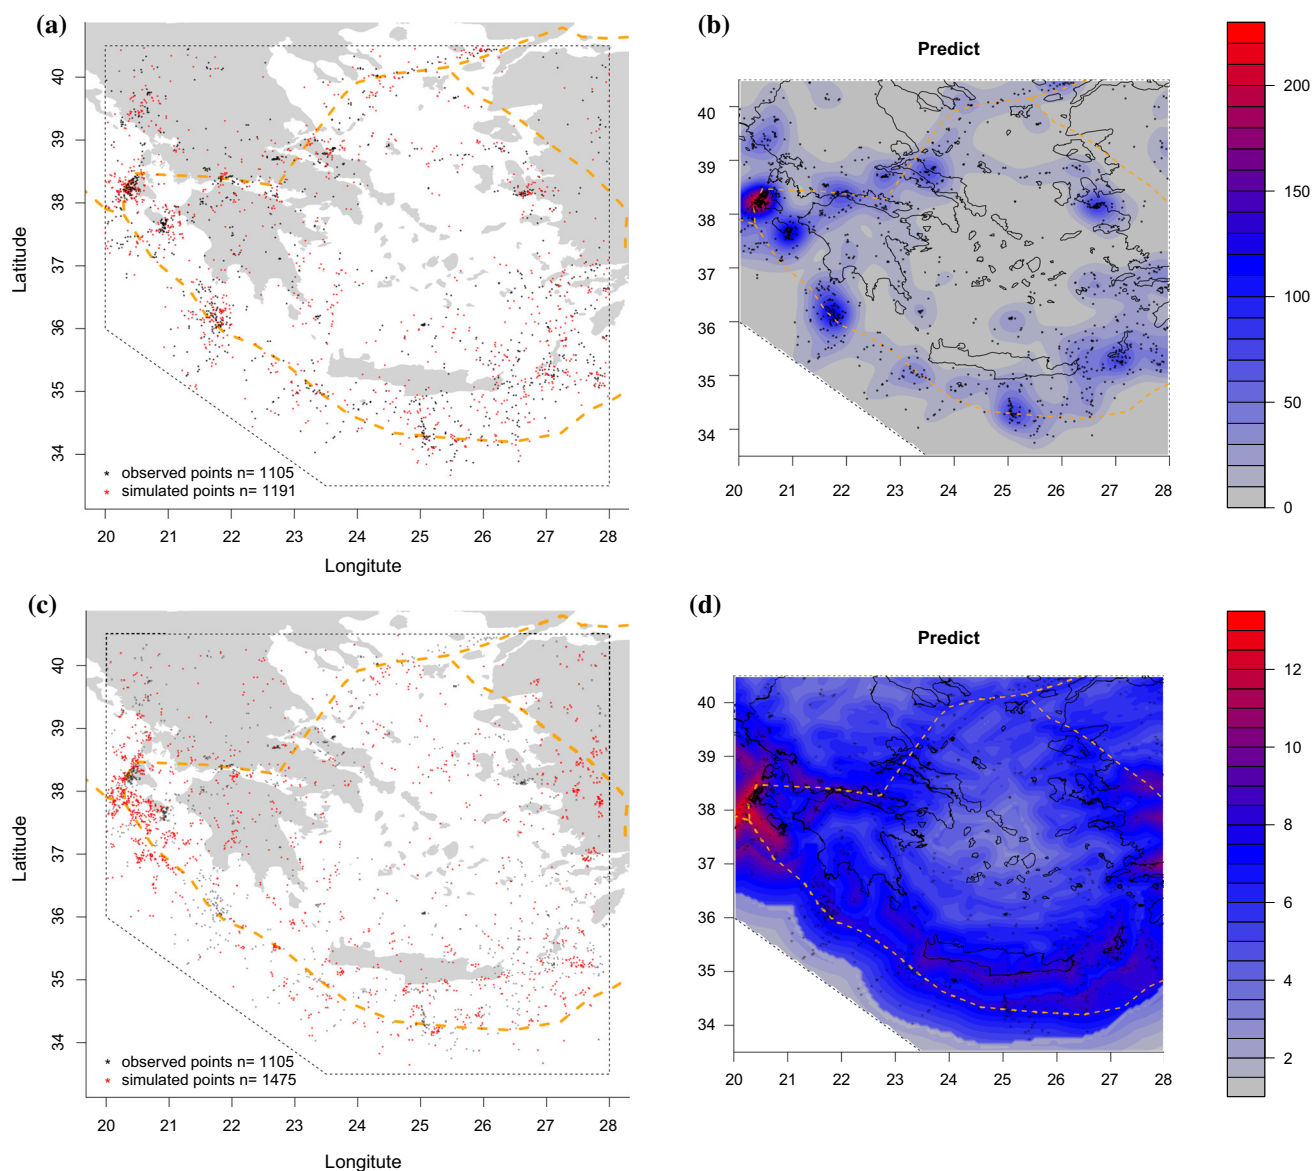 (a)
40
39
38
37
36
35
34
Latitude
* observed points n= 1105
* simulated points n= 1191
20 21 22 23 24 25 26 27 28
Longitute
(b)
Predict
40
39
38
37
36
35
34
20 21 22 23 24 25 26 27 28
200
150
100
50
0
(c)
40
39
38
37
36
35
34
Latitude
* observed points n= 1105
* simulated points n= 1475
20 21 22 23 24 25 26 27 28
Longitute
(d)
Predict
40
39
38
37
36
35
34
20 21 22 23 24 25 26 27 28
12
10
8
6
4
2